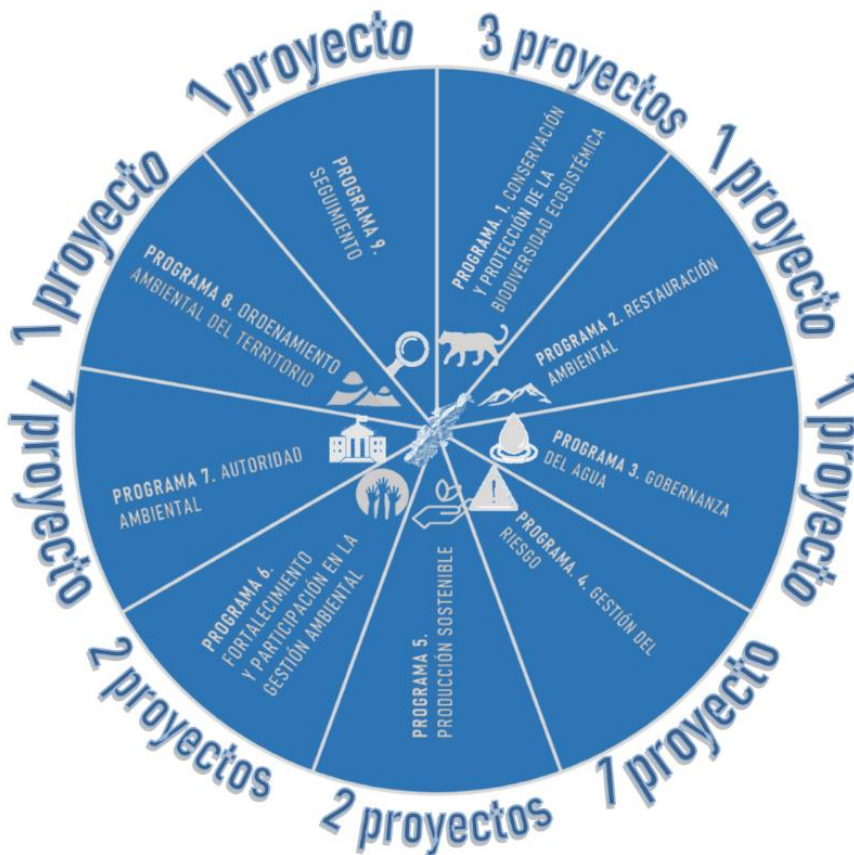 3 proyectos
PROGRAMA. 1. CONSERVACIÓN
Y PROTECCIÓN DE LA
BIODIVERSIDAD ECOSISTÉMICA
1 proyecto
PROGRAMA 2. RESTAURACIÓN
AMBIENTAL
1 proyecto
PROGRAMA 3. GOBERNANZA
DEL AGUA
1 proyecto
PROGRAMA. 4. GESTIÓN DEL
RIESGO
2 proyectos
PROGRAMA 5.
PRODUCCIÓN SOSTENIBLE
2 proyectos
PROGRAMA 6.
FORTALECIMIENTO
Y PARTICIPACIÓN EN LA
GESTIÓN AMBIENTAL
1 proyecto
PROGRAMA 7. AUTORIDAD
AMBIENTAL
1 proyecto
PROGRAMA 8. ORDENAMIENTO
AMBIENTAL DEL TERRITORIO
1 proyecto
PROGRAMA 9.
SEGUIMIENTO